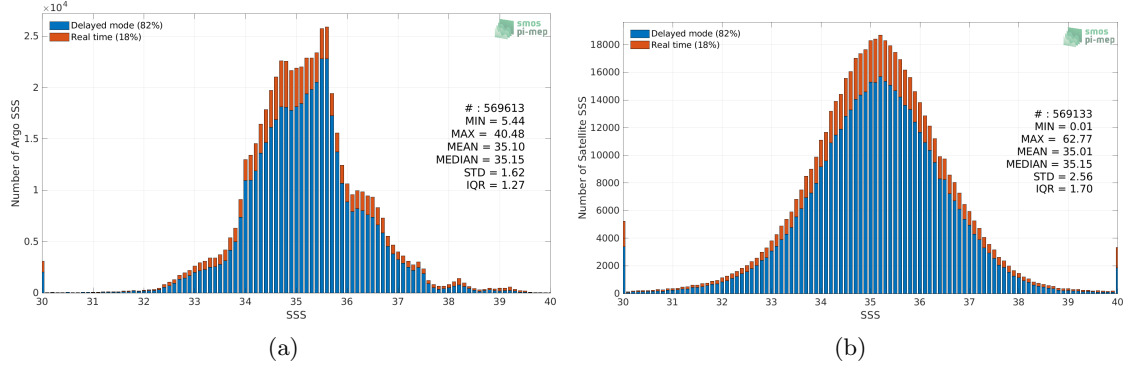 ×10⁴
Delayed mode (82%)
Real time (18%)
smos
pi-mep
2.5
2
1.5
1
0.5
0
Number of Argo SSS
# : 569613
MIN = 5.44
MAX = 40.48
MEAN = 35.10
MEDIAN = 35.15
STD = 1.62
IQR = 1.27
30 31 32 33 34 35 36 37 38 39 40
SSS
(a)
Delayed mode (82%)
Real time (18%)
smos
pi-mep
18000
16000
14000
12000
10000
8000
6000
4000
2000
0
Number of Satellite SSS
# : 569133
MIN = 0.01
MAX = 62.77
MEAN = 35.01
MEDIAN = 35.15
STD = 2.56
IQR = 1.70
30 31 32 33 34 35 36 37 38 39 40
SSS
(b)